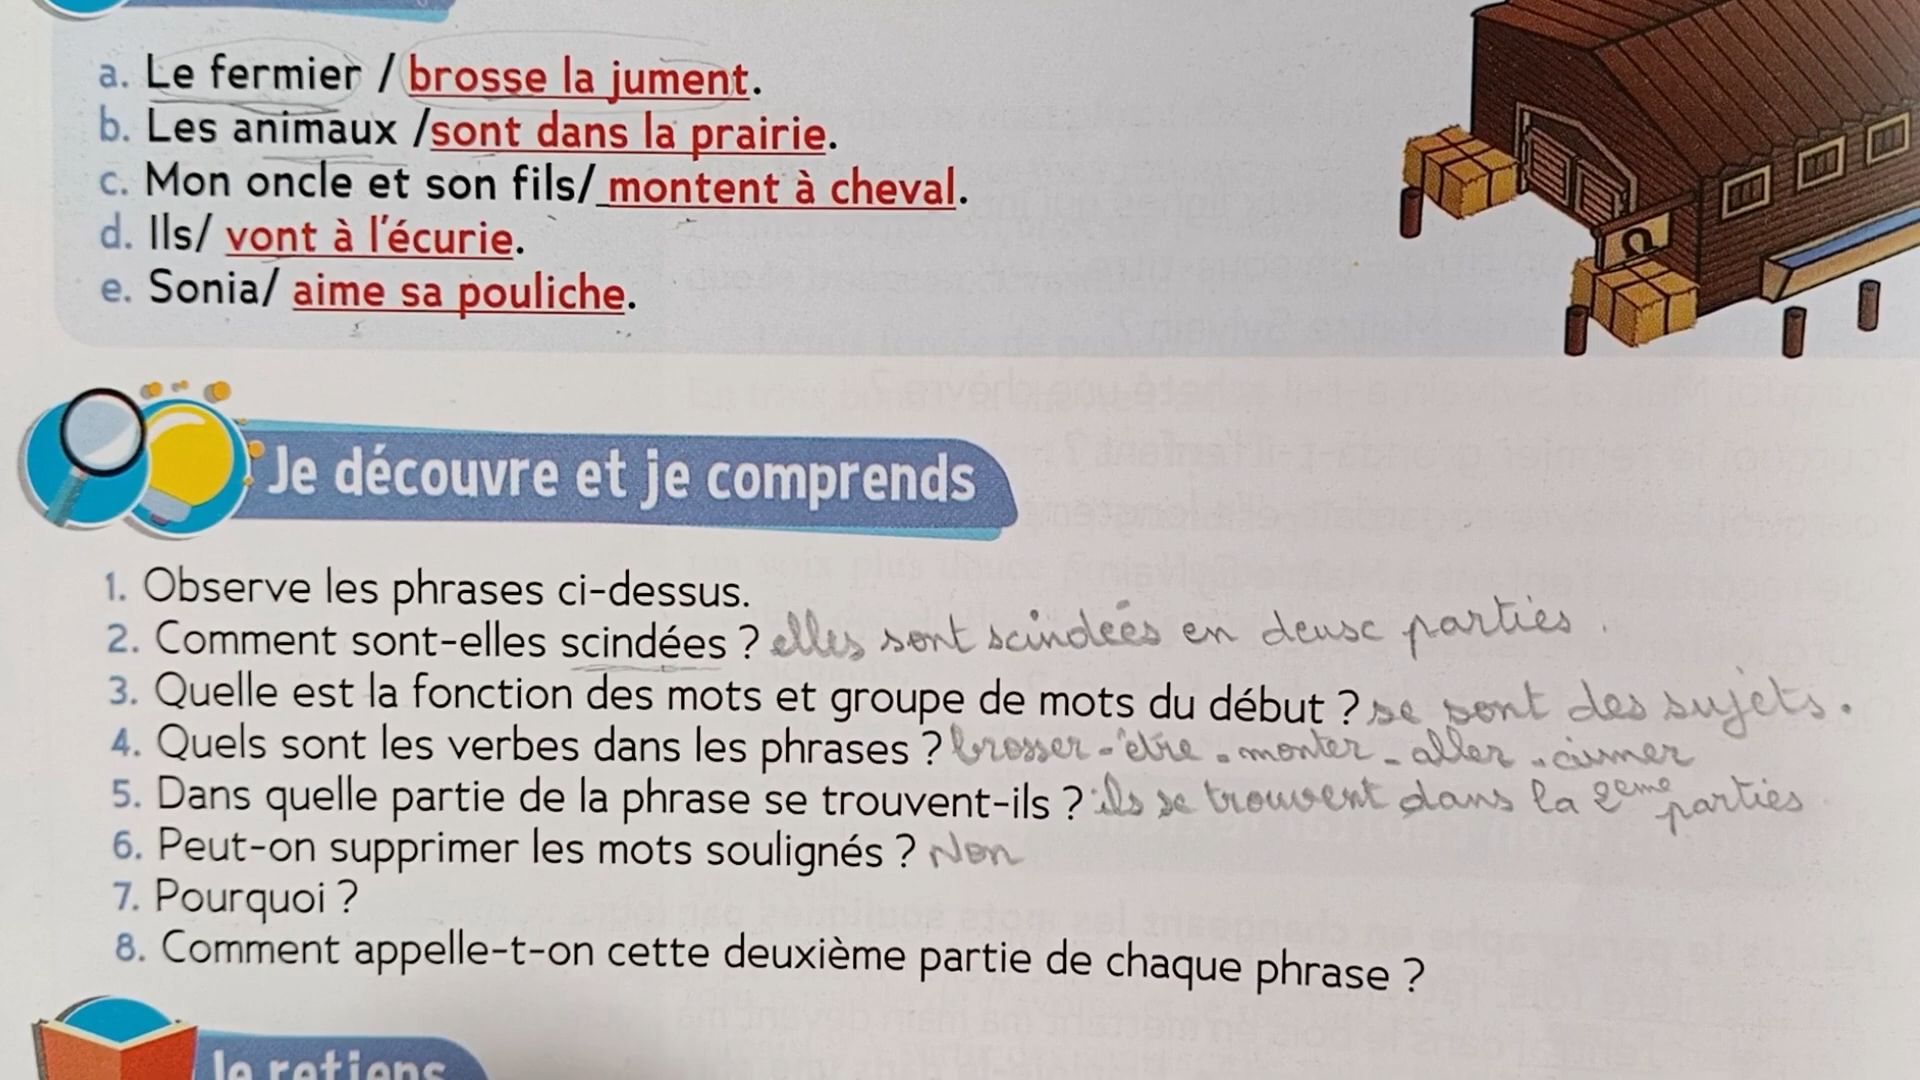 a. Le fermier / brosse la jument.
b. Les animaux /sont dans la prairie.
c. Mon oncle et son fils/ montent à cheval.
d. Ils/ vont à l'écurie.
e. Sonia/ aime sa pouliche.
Je découvre et je comprends
1. Observe les phrases ci-dessus.
2. Comment sont-elles scindées ? elles sont scindées en deux parties.
3. Quelle est la fonction des mots et groupe de mots du début ? se sont des sujets.
4. Quels sont les verbes dans les phrases ? brosser - être - monter - aller - aimer
5. Dans quelle partie de la phrase se trouvent-ils ? ils se trouvent dans la 2eme parties
6. Peut-on supprimer les mots soulignés ? Non
7. Pourquoi ?
8. Comment appelle-t-on cette deuxième partie de chaque phrase ?
Je retiens